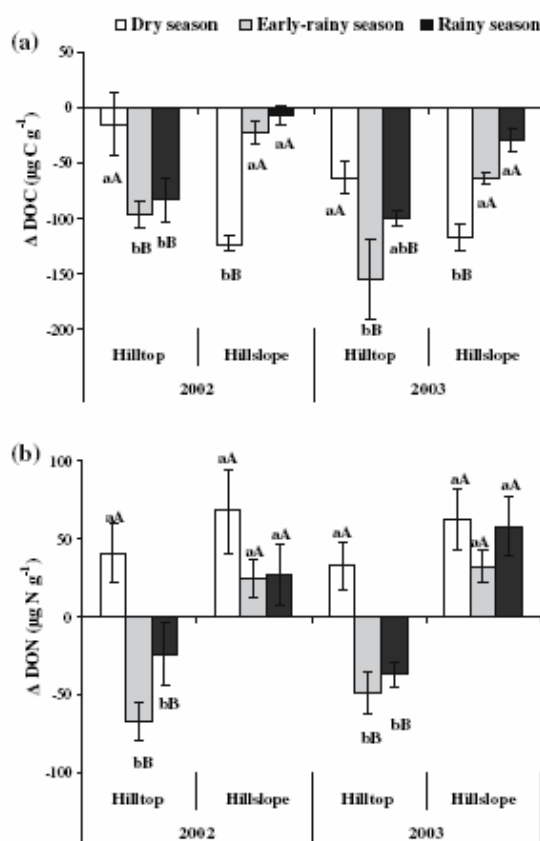 Dry season Early-rainy season Rainy season
(a)
50
0
-50
-100
-150
-200
Δ DOC (µg C g⁻¹)
aA bB bB bB aA aA aA bB abB bB aA aA
Hilltop Hillslope Hilltop Hillslope
2002 2003
(b)
100
50
0
-50
-100
Δ DON (µg N g⁻¹)
aA bB bB aA aA aA aA bB bB aA aA aA
Hilltop Hillslope Hilltop Hillslope
2002 2003